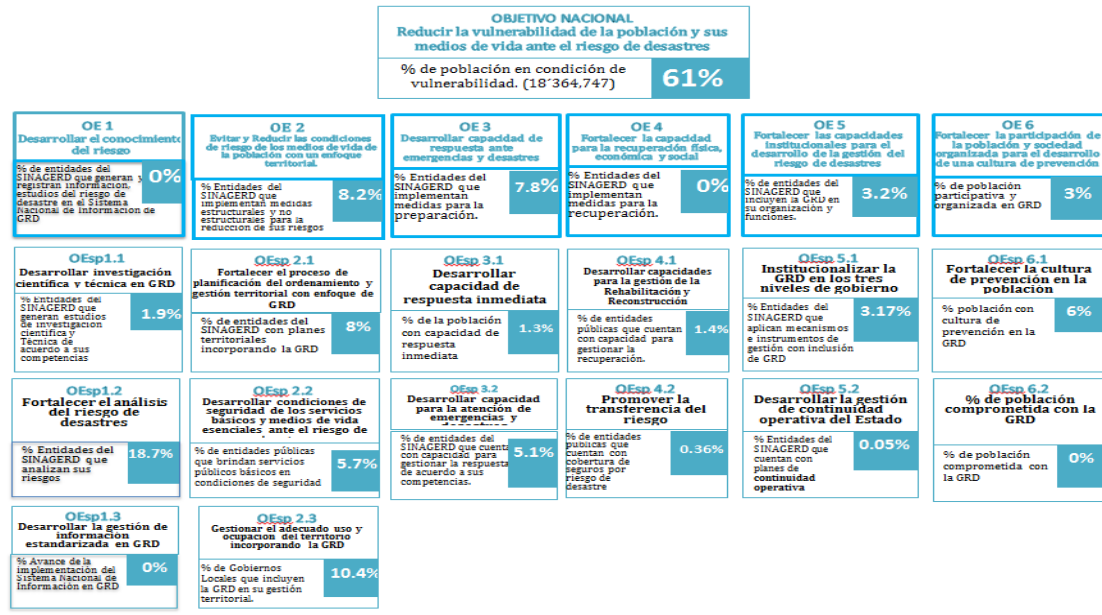 OBJETIVO NACIONAL
Reducir la vulnerabilidad de la población y sus
medios de vida ante el riesgo de desastres
% de población en condición de
vulnerabilidad. (18´364,747)
61%
OE 1
Desarrollar el conocimiento
del riesgo
% de entidades del
SINAGERD que generan y
registran información,
estudios del riesgo de
desastre en el Sistema
Nacional de Información de
GRD
0%
OE 2
Evitar y Reducir las condiciones
de riesgo de los medios de vida de
la población con un enfoque
territorial.
% Entidades del
SINAGERD que
implementan medidas
estructurales y no
estructurales para la
reducción de sus riesgos
8.2%
OE 3
Desarrollar capacidad de
respuesta ante
emergencias y desastres
% Entidades del
SINAGERD que
implementan
medidas para la
preparación.
7.8%
OE 4
Fortalecer la capacidad
para la recuperación física,
económica y social
% Entidades del
SINAGERD que
implementan
medidas para la
recuperación.
0%
OE 5
Fortalecer las capacidades
institucionales para el
desarrollo de la gestión del
riesgo de desastres
% de entidades del
SINAGERD que
incluyen la GRD en
su organización y
funciones.
3.2%
OE 6
Fortalecer la participación de
la población y sociedad
organizada para el desarrollo
de una cultura de prevención
% de población
participativa y
organizada en GRD
3%
OEsp1.1
Desarrollar investigación
científica y técnica en GRD
% Entidades del
SINAGERD que
generan estudios
de investigación
científica y
Técnica de
acuerdo a sus
competencias
1.9%
OEsp 2.1
Fortalecer el proceso de
planificación del ordenamiento y
gestión territorial con enfoque de
GRD
% de entidades del
SINAGERD con planes
territoriales
incorporando la GRD
8%
OEsp 3.1
Desarrollar
capacidad de
respuesta inmediata
% de la población
con capacidad de
respuesta
inmediata
1.3%
OEsp 4.1
Desarrollar capacidades
para la gestión de la
Rehabilitación y
Reconstrucción
% de entidades
públicas que cuentan
con capacidad para
gestionar la
recuperación.
1.4%
OEsp 5.1
Institucionalizar la
GRD en los tres
niveles de gobierno
% Entidades del
SINAGERD que
aplican mecanismos
e instrumentos de
gestión con inclusión
de GRD
3.17%
OEsp 6.1
Fortalecer la cultura
de prevención en la
población
% población con
cultura de
prevención en la
GRD
6%
OEsp1.2
Fortalecer el análisis
del riesgo de
desastres
% Entidades del
SINAGERD que
analizan sus
riesgos
18.7%
OEsp 2.2
Desarrollar condiciones de
seguridad de los servicios
básicos y medios de vida
esenciales ante el riesgo de
% de entidades públicas
que brindan servicios
públicos básicos en
condiciones de seguridad
5.7%
OEsp 3.2
Desarrollar capacidad
para la atención de
emergencias y
desastres
% de entidades del
SINAGERD que cuenta
con capacidad para
gestionar la respuesta
de acuerdo a sus
competencias.
5.1%
OEsp 4.2
Promover la
transferencia del
riesgo
% de entidades
públicas que
cuentan con
cobertura de
seguros por
riesgo de
desastre
0.36%
OEsp 5.2
Desarrollar la gestión
de continuidad
operativa del Estado
% Entidades del
SINAGERD que
cuentan con
planes de
continuidad
operativa
0.05%
OEsp 6.2
% de población
comprometida con la
GRD
% de población
comprometida con
la GRD
0%
OEsp1.3
Desarrollar la gestión de
información
estandarizada en GRD
% Avance de la
implementación del
Sistema Nacional de
Información en GRD
0%
OEsp 2.3
Gestionar el adecuado uso y
ocupación del territorio
incorporando la GRD
% de Gobiernos
Locales que incluyen
la GRD en su gestión
territorial.
10.4%